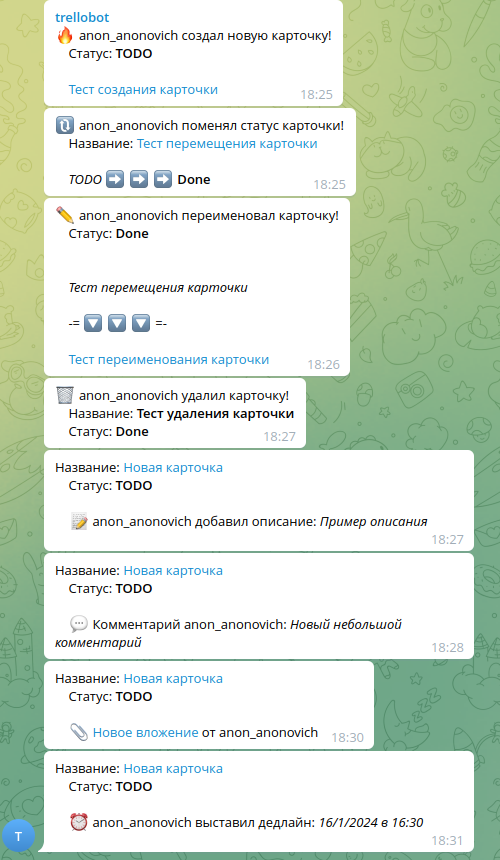 trellobot
🔥 anon_anonovich создал новую карточку!
Статус: TODO
Тест создания карточки
18:25
🔃 anon_anonovich поменял статус карточки!
Название: Тест перемещения карточки
TODO ➡️ ➡️ ➡️ Done
18:25
✏️ anon_anonovich переименовал карточку!
Статус: Done
Тест перемещения карточки
-= 🔽 🔽 🔽 =-
Тест переименования карточки
18:26
🗑️ anon_anonovich удалил карточку!
Название: Тест удаления карточки
Статус: Done
18:27
Название: Новая карточка
Статус: TODO
📝 anon_anonovich добавил описание: Пример описания
18:27
Название: Новая карточка
Статус: TODO
💬 Комментарий anon_anonovich: Новый небольшой
комментарий
18:28
Название: Новая карточка
Статус: TODO
📎 Новое вложение от anon_anonovich
18:30
Название: Новая карточка
Статус: TODO
⏰ anon_anonovich выставил дедлайн: 16/1/2024 в 16:30
18:31
T